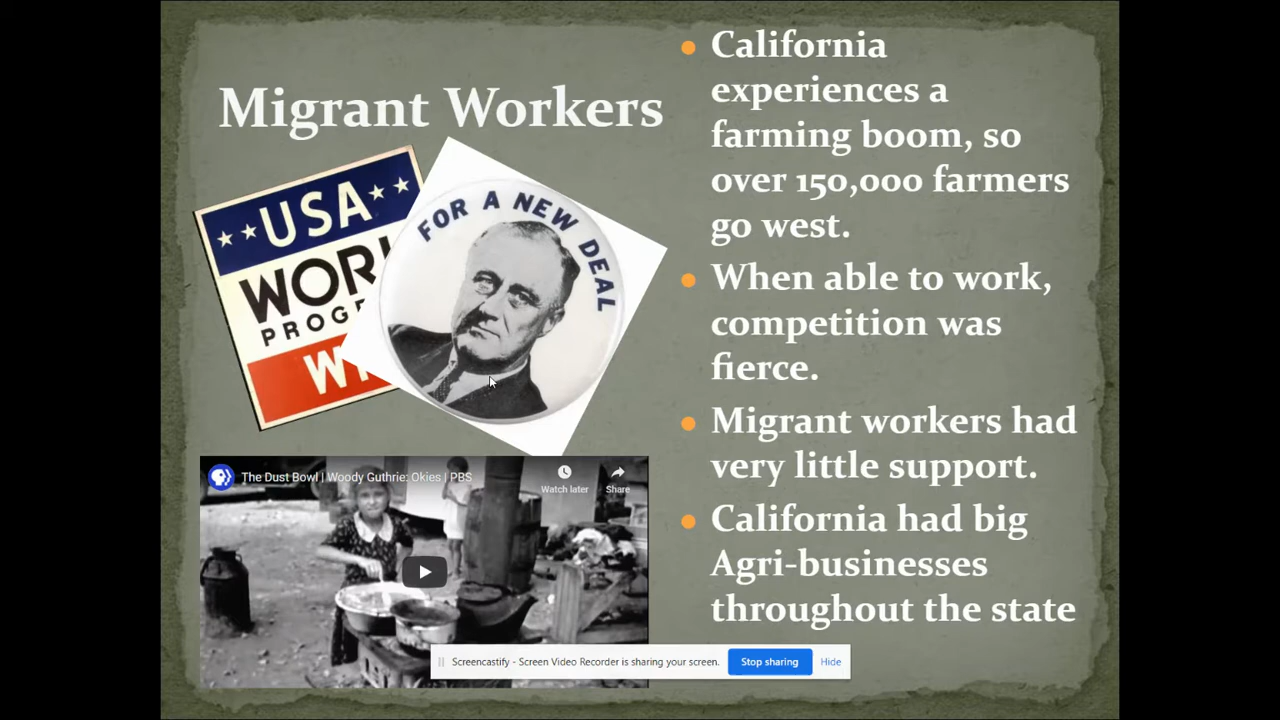 Migrant Workers
USA
WOR
PROG
W
FOR A NEW DEAL
The Dust Bowl | Woody Guthrie: Okies | PBS
Watch later
Share
California
experiences a
farming boom, so
over 150,000 farmers
go west.
When able to work,
competition was
fierce.
Migrant workers had
very little support.
California had big
Agri-businesses
throughout the state
Screencastify - Screen Video Recorder is sharing your screen.
Stop sharing
Hide